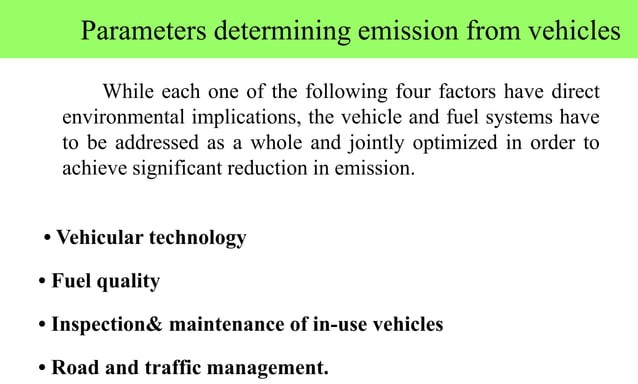 Parameters determining emission from vehicles
While each one of the following four factors have direct
environmental implications, the vehicle and fuel systems have
to be addressed as a whole and jointly optimized in order to
achieve significant reduction in emission.
• Vehicular technology
• Fuel quality
• Inspection& maintenance of in-use vehicles
• Road and traffic management.